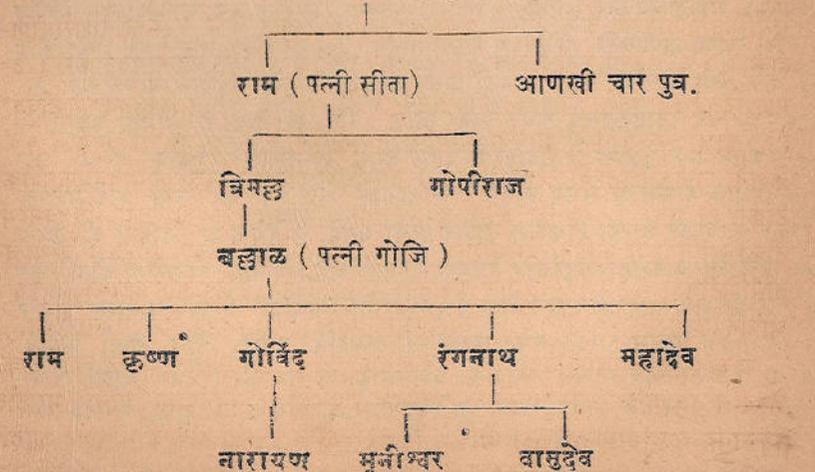 राम ( पत्नी सीता) आणखी चार पुत्र.
त्रिमल्ल गोपीराज
बल्लाळ ( पत्नी गोजि )
राम कृष्ण गोविंद रंगनाथ महादेव
नारायण मुनीश्वर वासुदेव